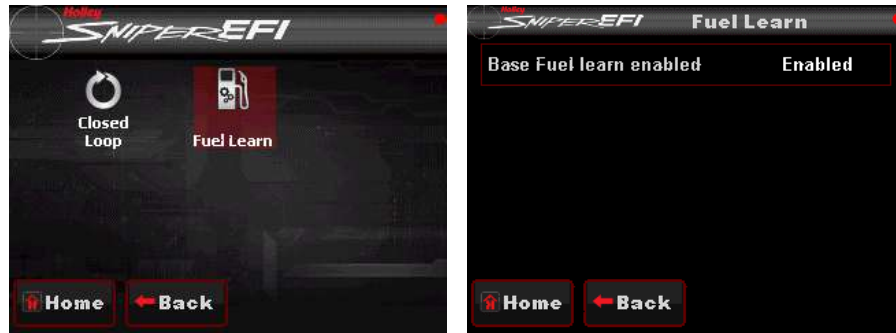 Holley
SNIPER EFI
Closed
Loop
Fuel Learn
Home
Back
Holley
SNIPER EFI
Fuel Learn
Base Fuel learn enabled
Enabled
Home
Back